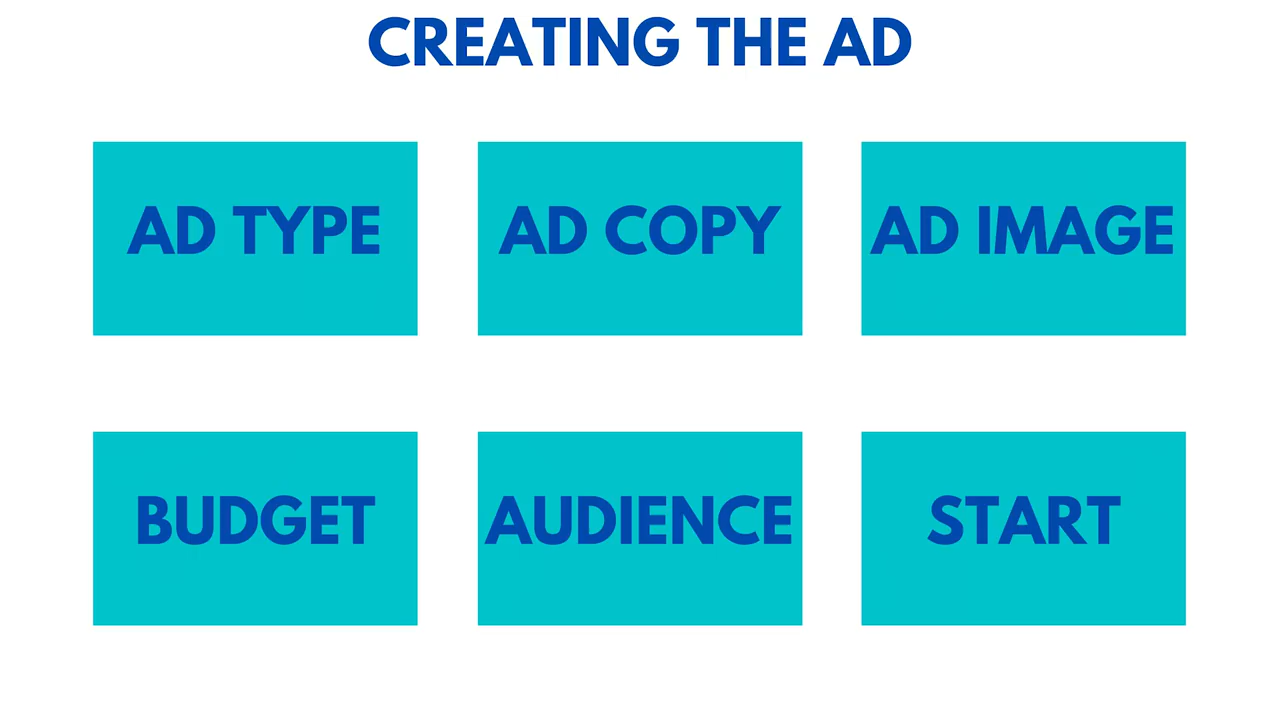 CREATING THE AD
AD TYPE
AD COPY
AD IMAGE
BUDGET
AUDIENCE
START